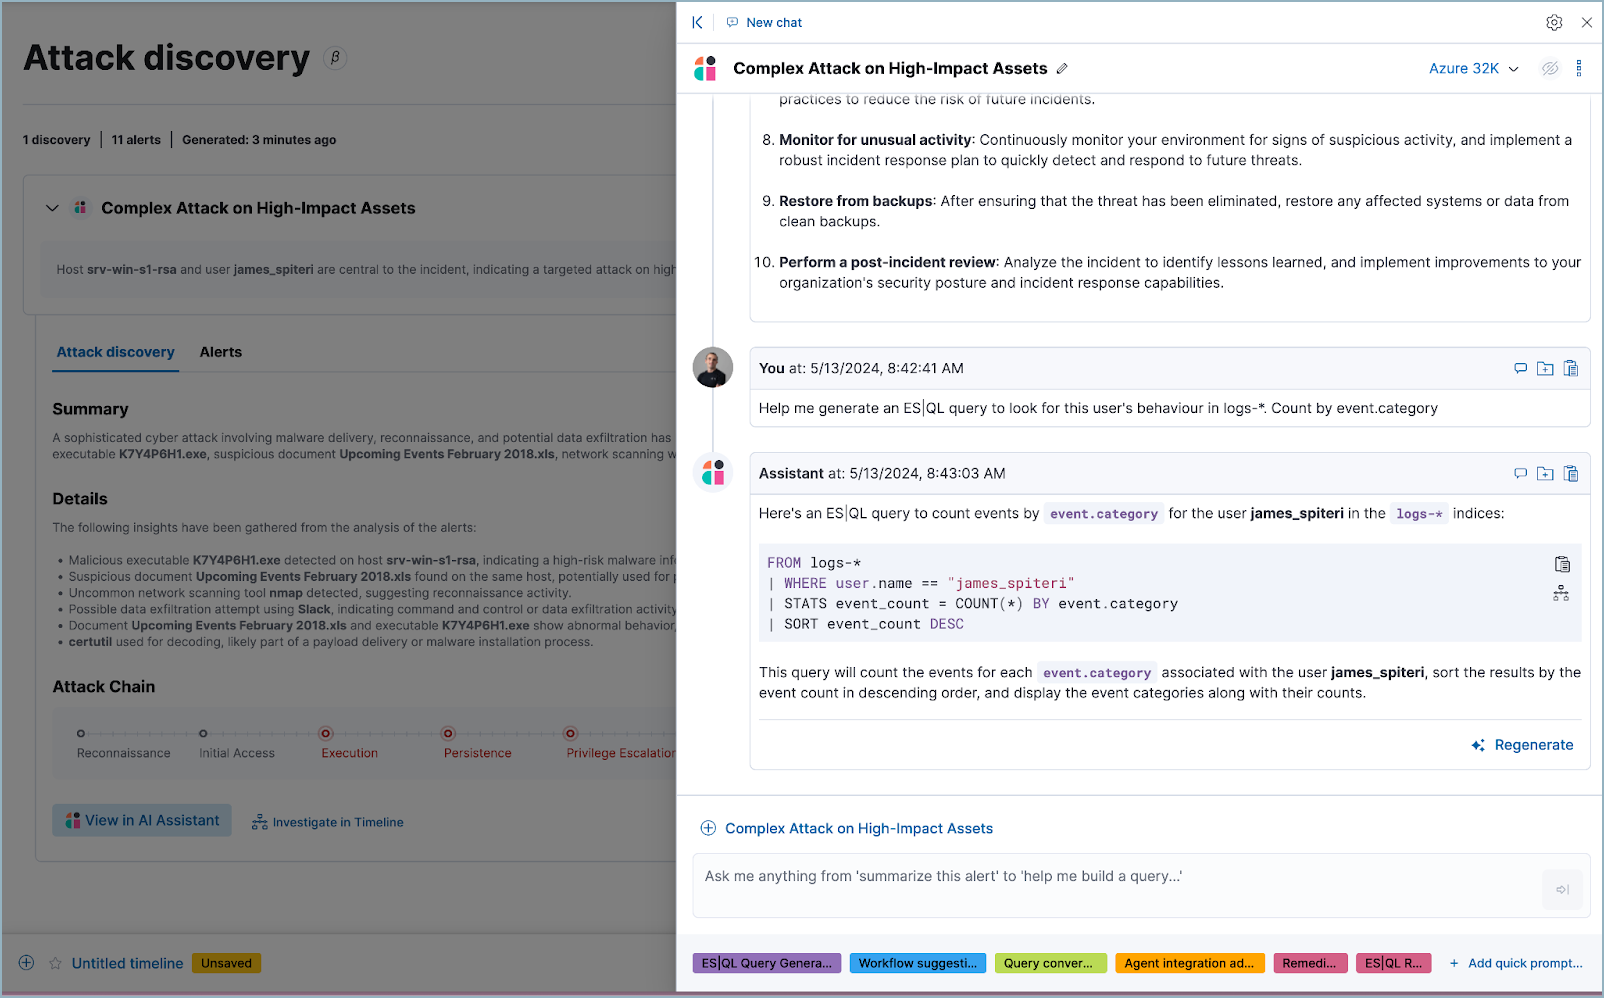 Attack discovery β
1 discovery | 11 alerts | Generated: 3 minutes ago
Complex Attack on High-Impact Assets
Host srv-win-s1-rsa and user james_spiteri are central to the incident, indicating a targeted attack on high
Attack discovery Alerts
Summary
A sophisticated cyber attack involving malware delivery, reconnaissance, and potential data exfiltration has
executable K7Y4P6H1.exe, suspicious document Upcoming Events February 2018.xls, network scanning w
Details
The following insights have been gathered from the analysis of the alerts:
• Malicious executable K7Y4P6H1.exe detected on host srv-win-s1-rsa, indicating a high-risk malware inf
• Suspicious document Upcoming Events February 2018.xls found on the same host, potentially used for p
• Uncommon network scanning tool nmap detected, suggesting reconnaissance activity.
• Possible data exfiltration attempt using Slack, indicating command and control or data exfiltration activity
• Document Upcoming Events February 2018.xls and executable K7Y4P6H1.exe show abnormal behavior,
• certutil used for decoding, likely part of a payload delivery or malware installation process.
Attack Chain
Reconnaissance Initial Access Execution Persistence Privilege Escalation
View in AI Assistant Investigate in Timeline
Untitled timeline Unsaved
New chat
Complex Attack on High-Impact Assets Azure 32K
practices to reduce the risk of future incidents.
8. Monitor for unusual activity: Continuously monitor your environment for signs of suspicious activity, and implement a
robust incident response plan to quickly detect and respond to future threats.
9. Restore from backups: After ensuring that the threat has been eliminated, restore any affected systems or data from
clean backups.
10. Perform a post-incident review: Analyze the incident to identify lessons learned, and implement improvements to your
organization's security posture and incident response capabilities.
You at: 5/13/2024, 8:42:41 AM
Help me generate an ES|QL query to look for this user's behaviour in logs-*. Count by event.category
Assistant at: 5/13/2024, 8:43:03 AM
Here's an ES|QL query to count events by event.category for the user james_spiteri in the logs-* indices:
FROM logs-*
| WHERE user.name == "james_spiteri"
| STATS event_count = COUNT(*) BY event.category
| SORT event_count DESC
This query will count the events for each event.category associated with the user james_spiteri, sort the results by the
event count in descending order, and display the event categories along with their counts.
Regenerate
Complex Attack on High-Impact Assets
Ask me anything from 'summarize this alert' to 'help me build a query...'
ES|QL Query Genera... Workflow suggesti... Query conver... Agent integration ad... Remedi... ES|QL R... + Add quick prompt...